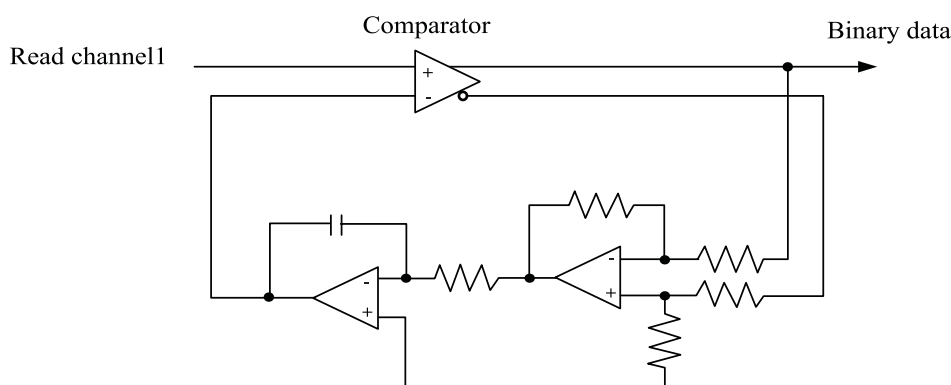 Comparator
Read channel1
Binary data
+
-
-
+
-
+